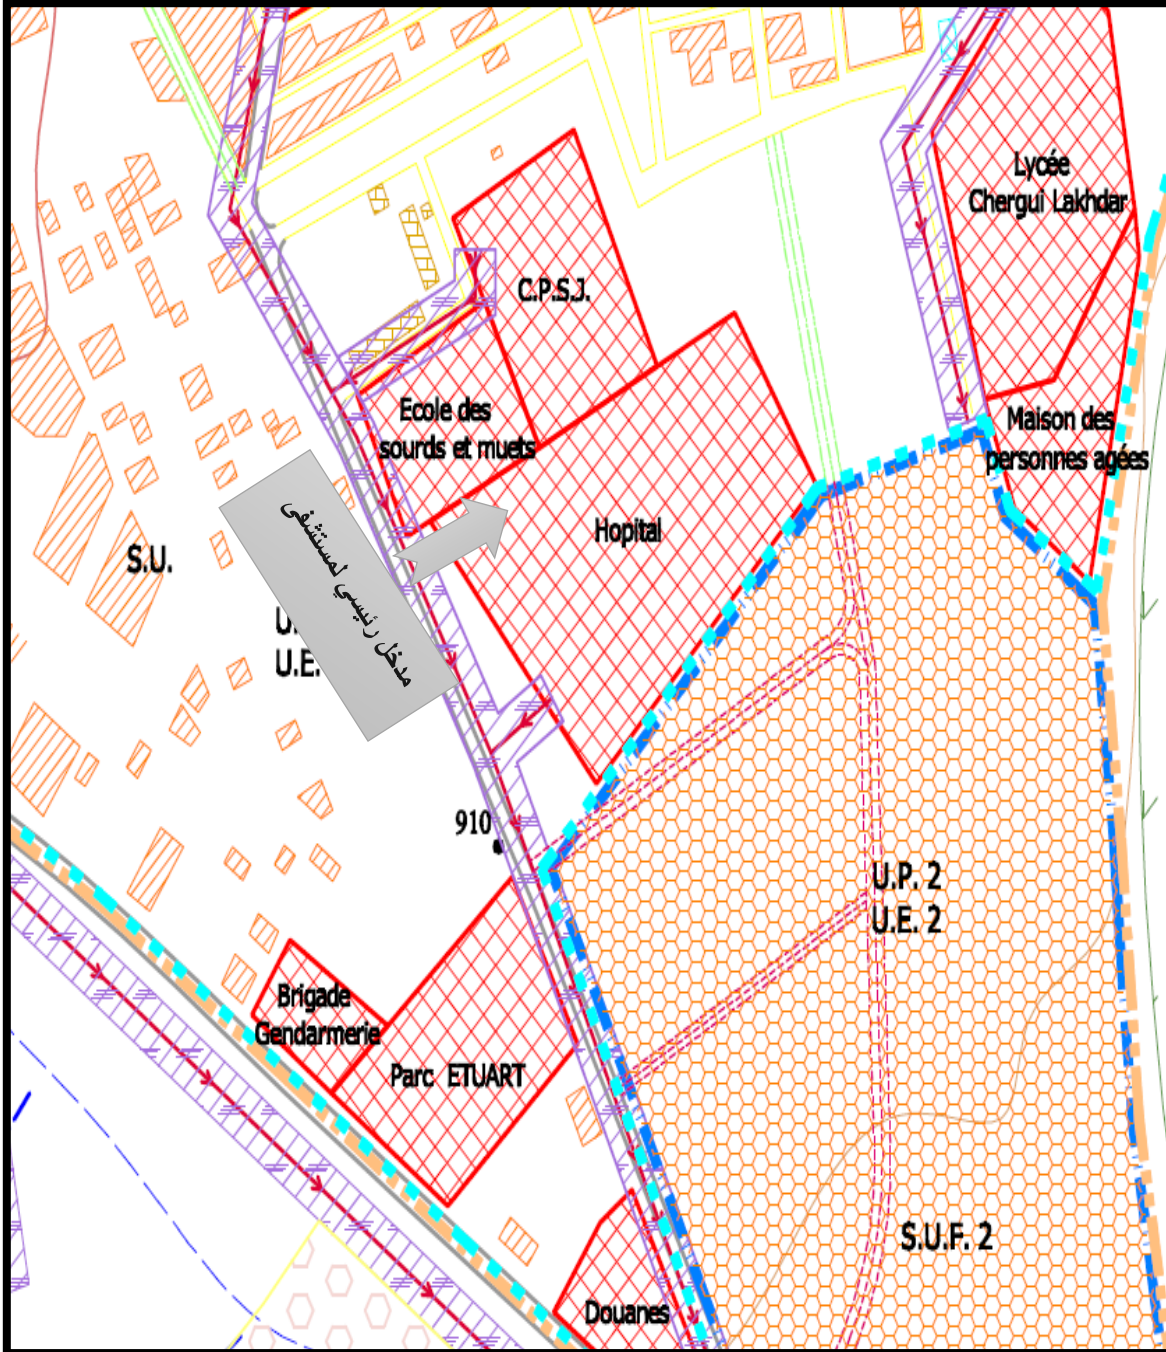 Lycée
Chergui Lakhdar
C.P.S.J.
Ecole des
sourds et muets
Maison des
personnes agées
Hopital
مدخل رئيسي لمستشفى
S.U.
U.E.
910
U.P. 2
U.E. 2
Brigade
Gendarmerie
Parc ETUART
S.U.F. 2
Douanes